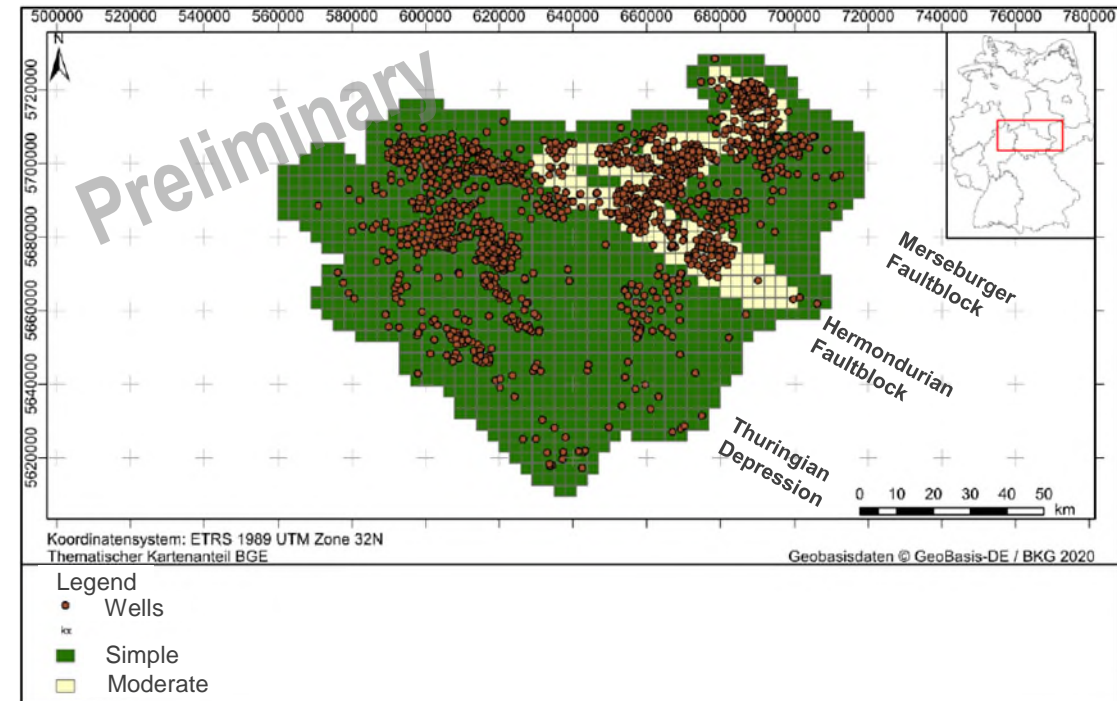 5000000 520000 540000 560000 580000 600000 620000 640000 660000 680000 700000 720000 740000 760000 780000
N
5720000
5700000
5680000
5660000
5640000
5620000
Preliminary
Merseburger
Faultblock
Hermondurian
Faultblock
Thuringian
Depression
0 10 20 30 40 50
km
Koordinatensystem: ETRS 1989 UTM Zone 32N
Thematischer Kartenanteil BGE
Geobasisdaten © GeoBasis-DE / BKG 2020
Legend
Wells
kx
Simple
Moderate